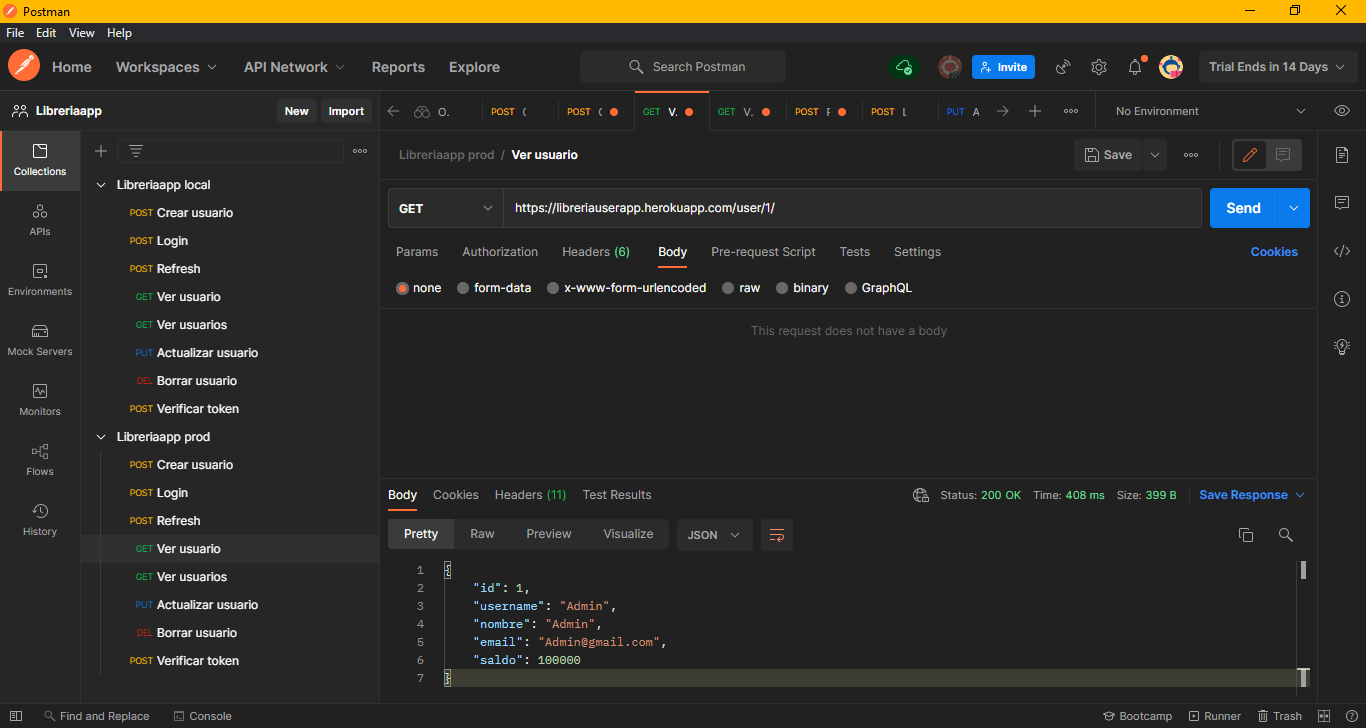 Postman
File Edit View Help
Home Workspaces API Network Reports Explore Search Postman Invite Trial Ends in 14 Days
Libreriaapp New Import O. POST POST GET V. GET V. POST POST L PUT A No Environment
Collections
APIs
Environments
Mock Servers
Monitors
Flows
History
Libreriaapp local
POST Crear usuario
POST Login
POST Refresh
GET Ver usuario
GET Ver usuarios
PUT Actualizar usuario
DEL Borrar usuario
POST Verificar token
Libreriaapp prod
POST Crear usuario
POST Login
POST Refresh
GET Ver usuario
GET Ver usuarios
PUT Actualizar usuario
DEL Borrar usuario
POST Verificar token
Libreriaapp prod / Ver usuario Save
GET https://libreriauserapp.herokuapp.com/user/1/ Send
Params Authorization Headers (6) Body Pre-request Script Tests Settings Cookies
none form-data x-www-form-urlencoded raw binary GraphQL
This request does not have a body
Body Cookies Headers (11) Test Results Status: 200 OK Time: 408 ms Size: 399 B Save Response
Pretty Raw Preview Visualize JSON
1 {
2 "id": 1,
3 "username": "Admin",
4 "nombre": "Admin",
5 "email": "Admin@gmail.com",
6 "saldo": 100000
7 }
Find and Replace Console Bootcamp Runner Trash